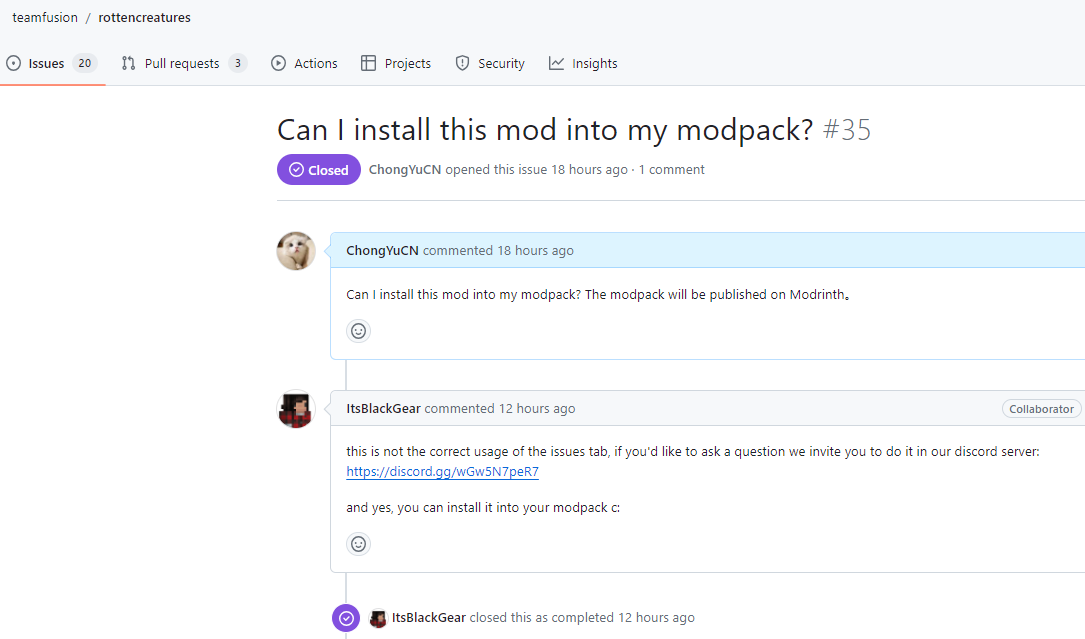 teamfusion / rottencreatures
Issues 20 Pull requests 3 Actions Projects Security Insights
Can I install this mod into my modpack? #35
Closed ChongYuCN opened this issue 18 hours ago · 1 comment
ChongYuCN commented 18 hours ago
Can I install this mod into my modpack? The modpack will be published on Modrinth。
ItsBlackGear commented 12 hours ago Collaborator
this is not the correct usage of the issues tab, if you'd like to ask a question we invite you to do it in our discord server:
https://discord.gg/wGw5N7peR7
and yes, you can install it into your modpack c:
ItsBlackGear closed this as completed 12 hours ago